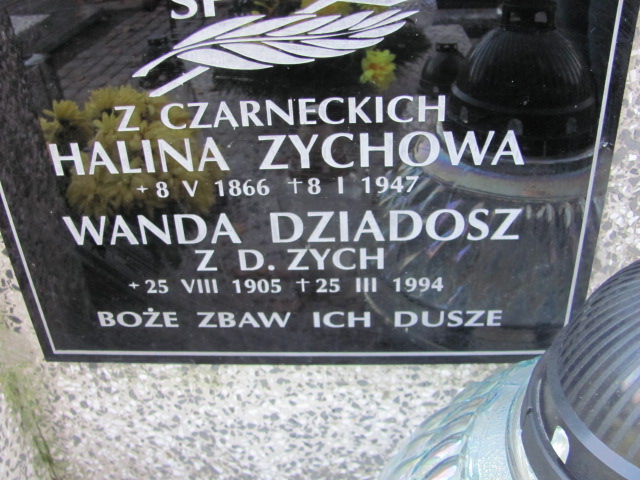 SP
Z CZARNECKICH
HALINA ZYCHOWA
+ 8 V 1866 † 8 I 1947
WANDA DZIADOSZ
Z D. ZYCH
+ 25 VIII 1905 † 25 III 1994
BOŻE ZBAW ICH DUSZE